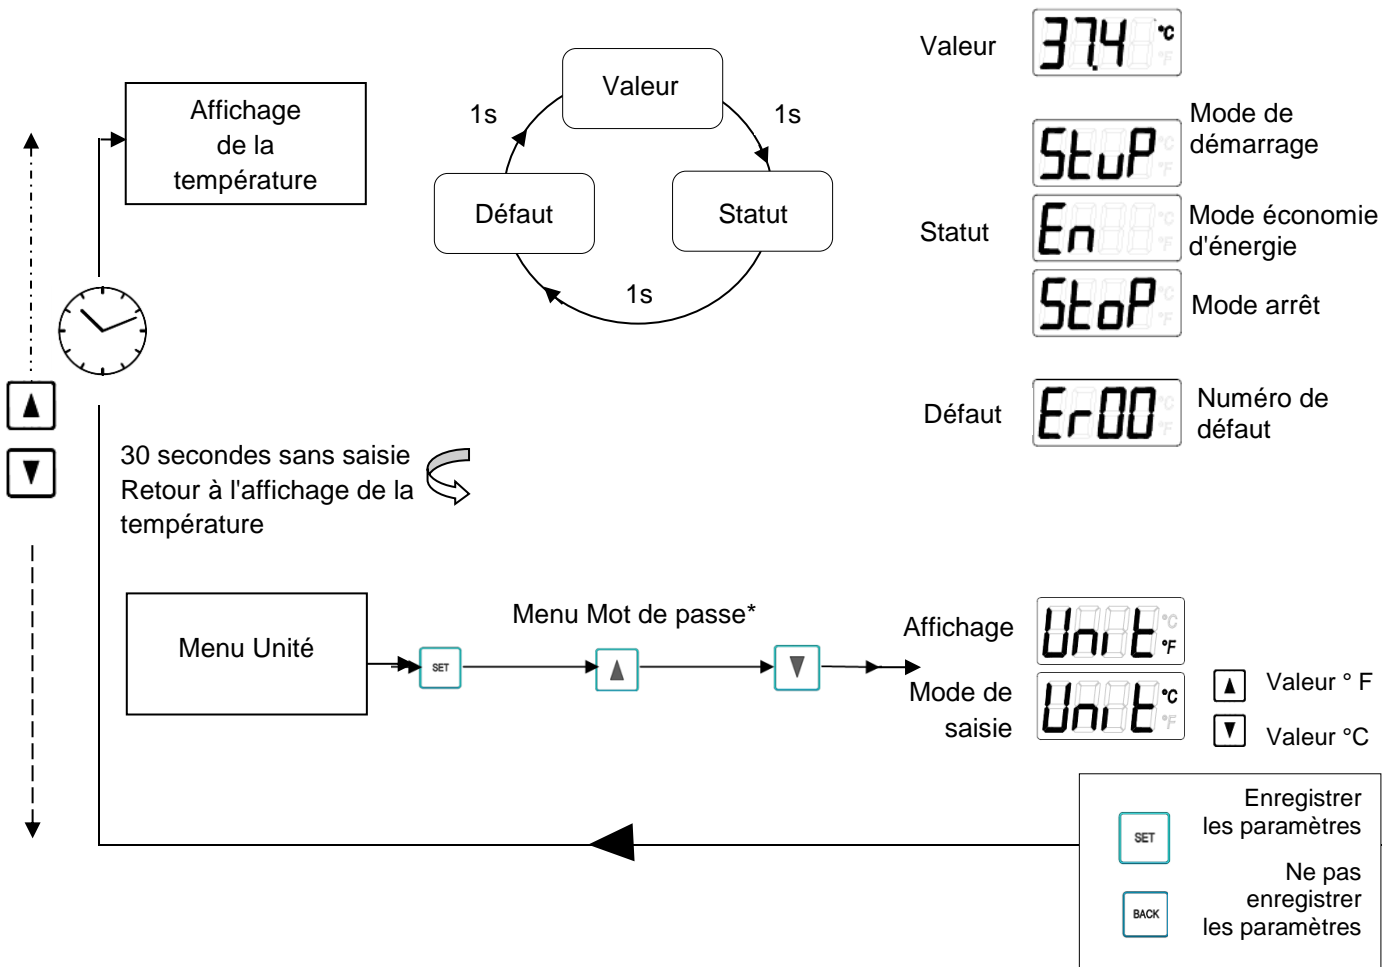 Affichage
de la
température
Valeur
1s
1s
Défaut
Statut
1s
Valeur
37.4 °C
°F
Statut
StuP °C
°F
Mode de
démarrage
En °C
°F
Mode économie
d'énergie
StoP °C
°F
Mode arrêt
Défaut
Er00 °C
°F
Numéro de
défaut
30 secondes sans saisie
Retour à l'affichage de la
température
Menu Unité
SET
Menu Mot de passe*
Affichage
Unit °C
°F
Mode de
saisie
Unit °C
°F
Valeur ° F
Valeur °C
SET
Enregistrer
les paramètres
BACK
Ne pas
enregistrer
les paramètres